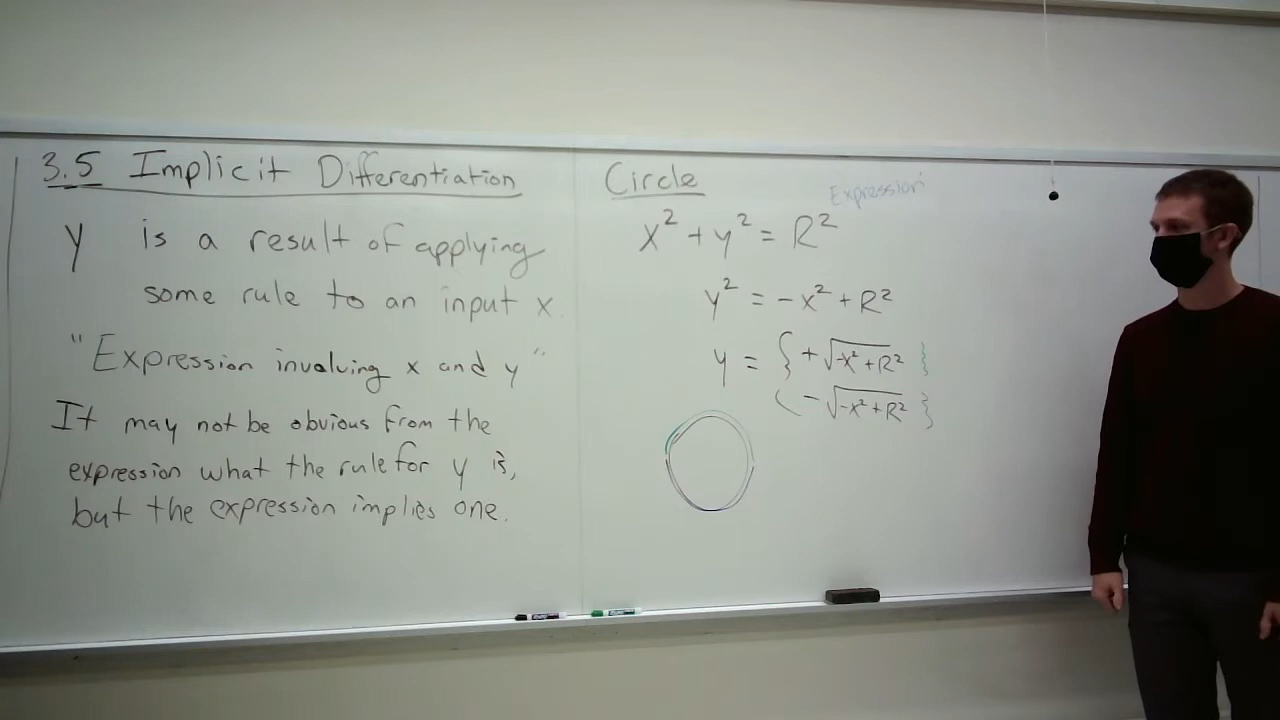 3.5 Implicit Differentiation
y is a result of applying
some rule to an input x.
"Expression involving x and y"
It may not be obvious from the
expression what the rule for y is,
but the expression implies one.
Circle
Expression
x² + y² = R²
y² = -x² + R²
y = { +√-x²+R² }
( -√-x²+R² }